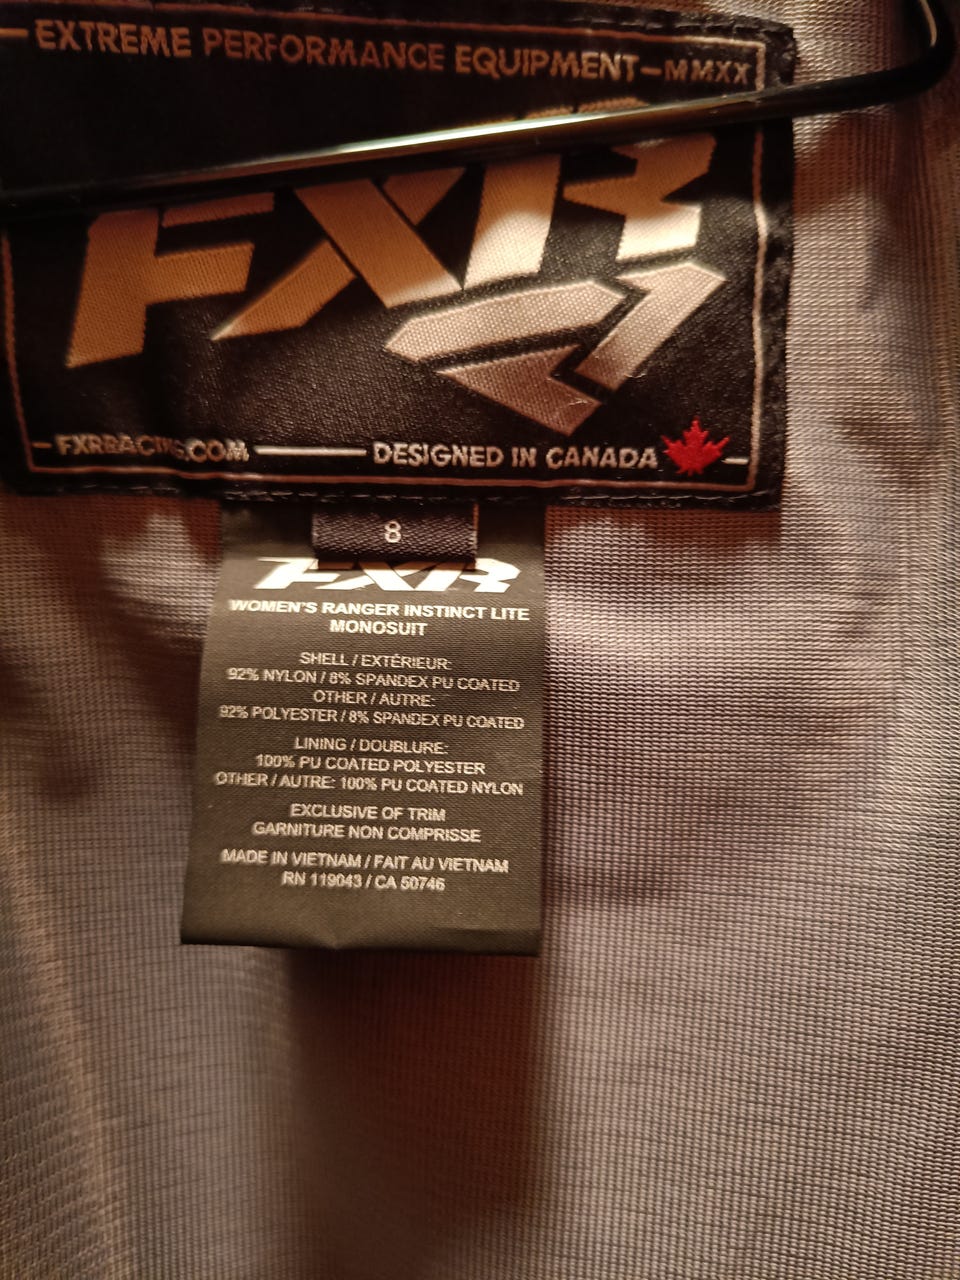 EXTREME PERFORMANCE EQUIPMENT—MMXX
FXR
FXRRACING.COM
DESIGNED IN CANADA
8
FXR
WOMEN'S RANGER INSTINCT LITE
MONOSUIT
SHELL / EXTÉRIEUR:
92% NYLON / 8% SPANDEX PU COATED
OTHER / AUTRE:
92% POLYESTER / 8% SPANDEX PU COATED
LINING / DOUBLURE:
100% PU COATED POLYESTER
OTHER / AUTRE: 100% PU COATED NYLON
EXCLUSIVE OF TRIM
GARNITURE NON COMPRISSE
MADE IN VIETNAM / FAIT AU VIETNAM
RN 119043 / CA 50746